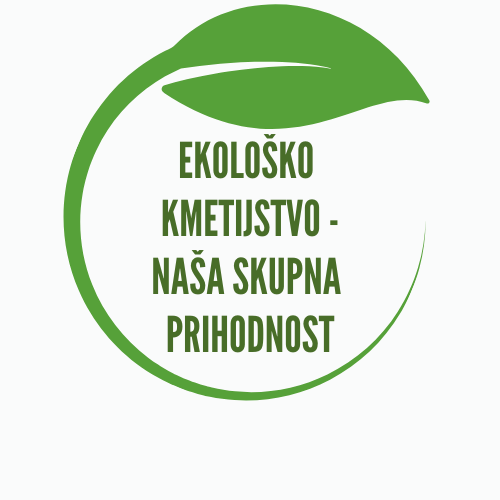 EKOLOŠKO
KMETIJSTVO -
NAŠA SKUPNA
PRIHODNOST